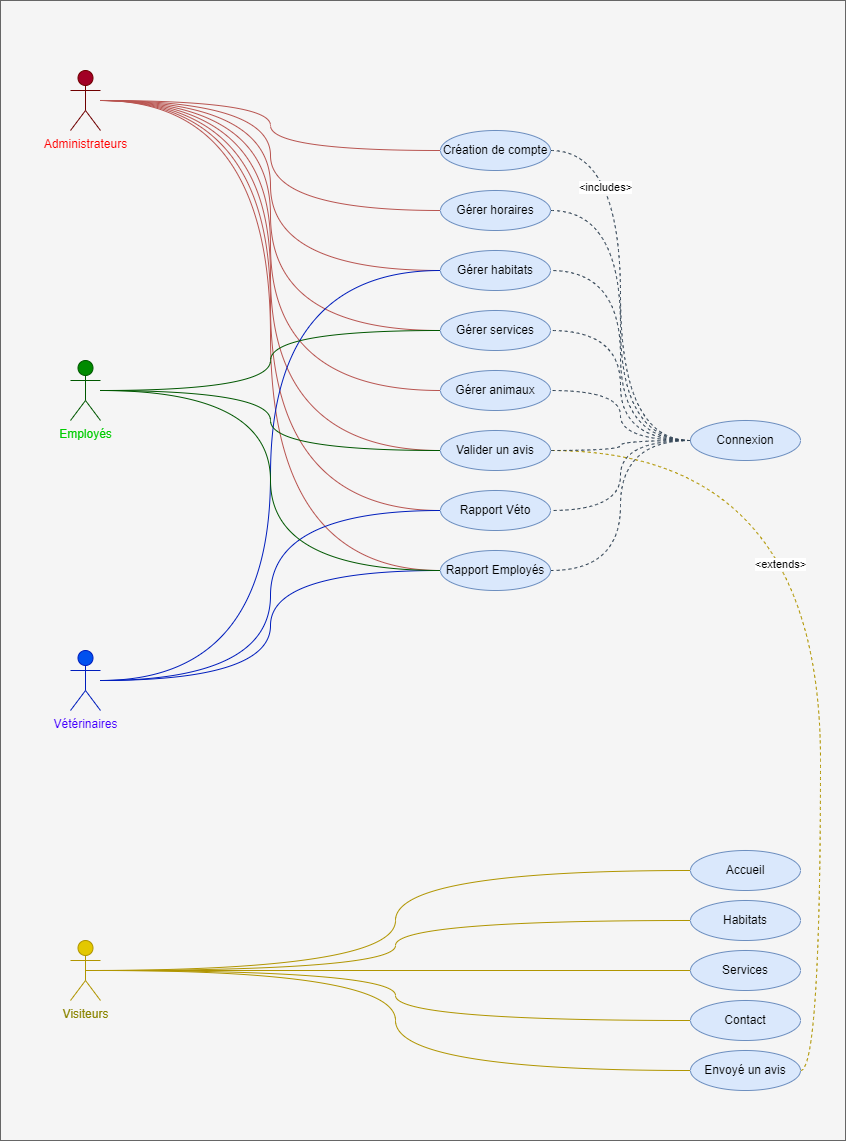 Administrateurs
Création de compte
<includes>
Gérer horaires
Gérer habitats
Gérer services
Gérer animaux
Employés
Valider un avis
Connexion
Rapport Véto
Rapport Employés
<extends>
Vétérinaires
Accueil
Habitats
Services
Visiteurs
Contact
Envoyé un avis